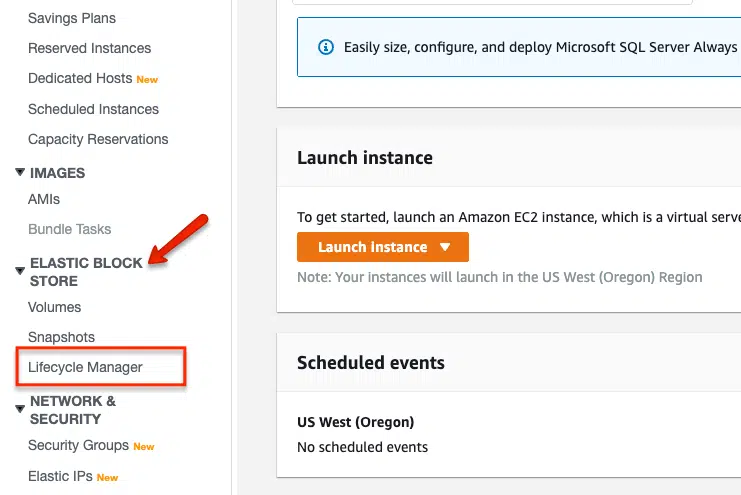 Savings Plans
Reserved Instances
Dedicated Hosts New
Scheduled Instances
Capacity Reservations
IMAGES
AMIs
Bundle Tasks
ELASTIC BLOCK
STORE
Volumes
Snapshots
Lifecycle Manager
NETWORK &
SECURITY
Security Groups New
Elastic IPs New
Easily size, configure, and deploy Microsoft SQL Server Always
Launch instance
To get started, launch an Amazon EC2 instance, which is a virtual serve
Launch instance
Note: Your instances will launch in the US West (Oregon) Region
Scheduled events
US West (Oregon)
No scheduled events